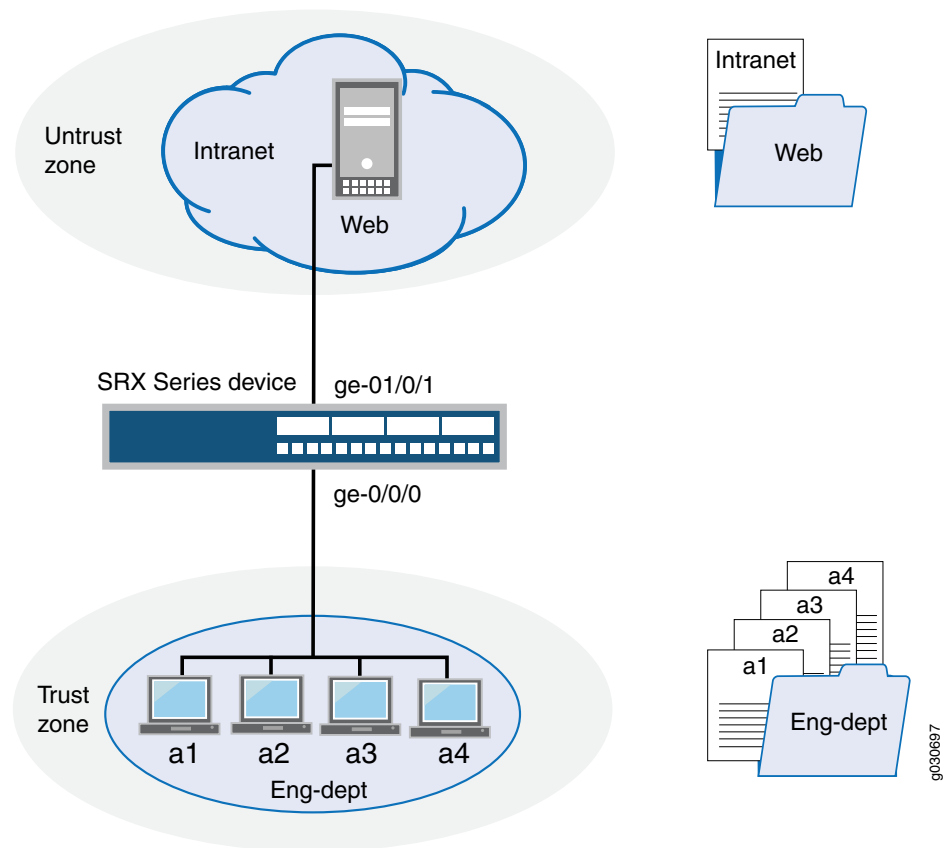 Intranet
Web
Untrust
zone
Intranet
Web
SRX Series device
ge-01/0/1
ge-0/0/0
a4
a3
a2
a1
Eng-dept
Trust
zone
a1 a2 a3 a4
Eng-dept
g030697